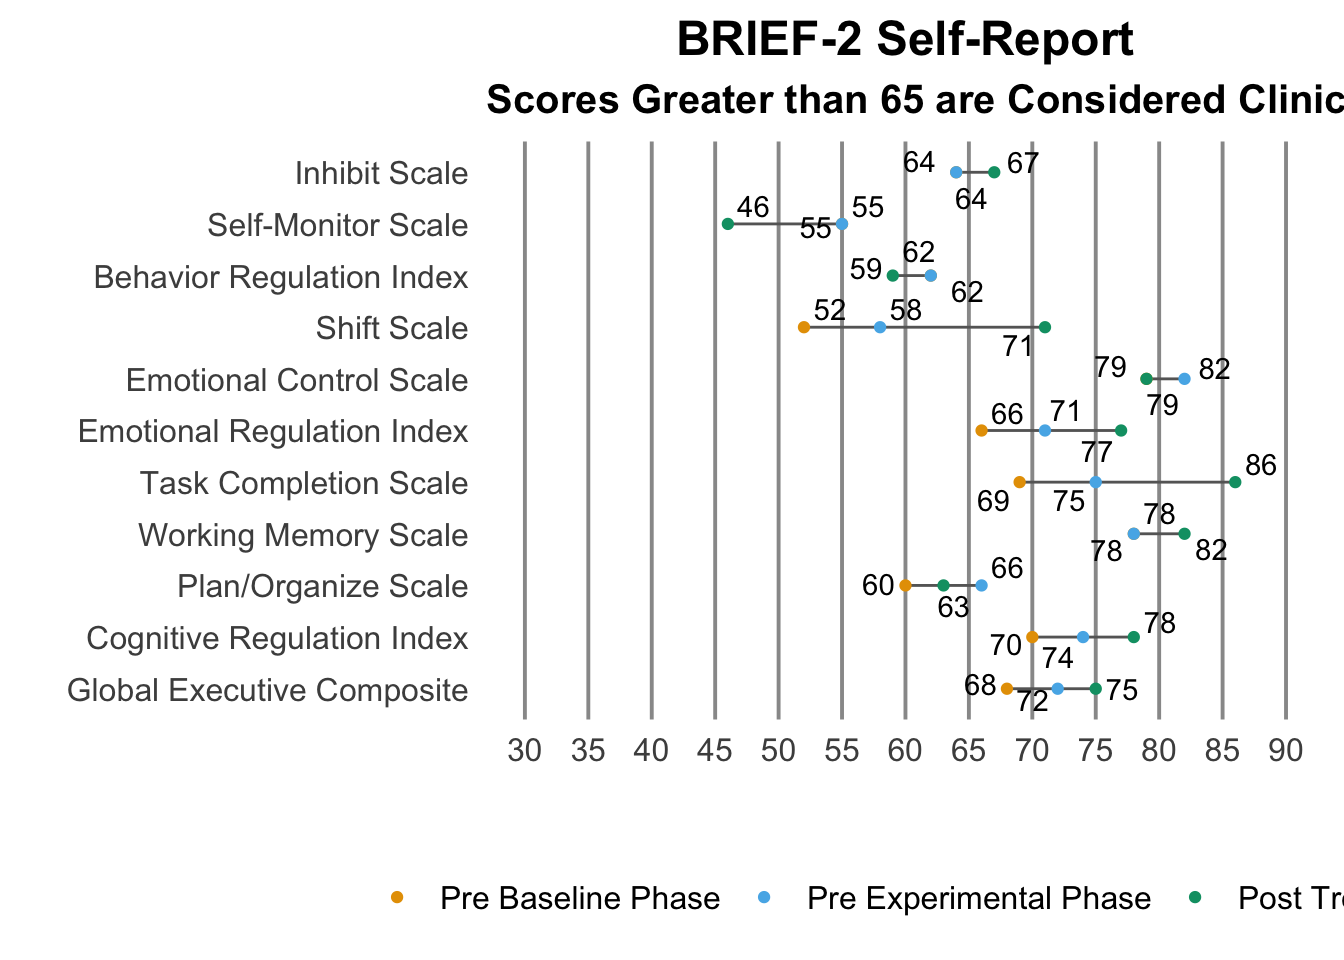 BRIEF-2 Self-Report
Scores Greater than 65 are Considered Clinic
Inhibit Scale 64 64 67
Self-Monitor Scale 46 55 55
Behavior Regulation Index 59 62 62
Shift Scale 52 58 71
Emotional Control Scale 79 79 82
Emotional Regulation Index 66 71 77
Task Completion Scale 69 75 86
Working Memory Scale 78 78 82
Plan/Organize Scale 60 63 66
Cognitive Regulation Index 70 74 78
Global Executive Composite 68 72 75
30 35 40 45 50 55 60 65 70 75 80 85 90
Pre Baseline Phase Pre Experimental Phase Post Tr